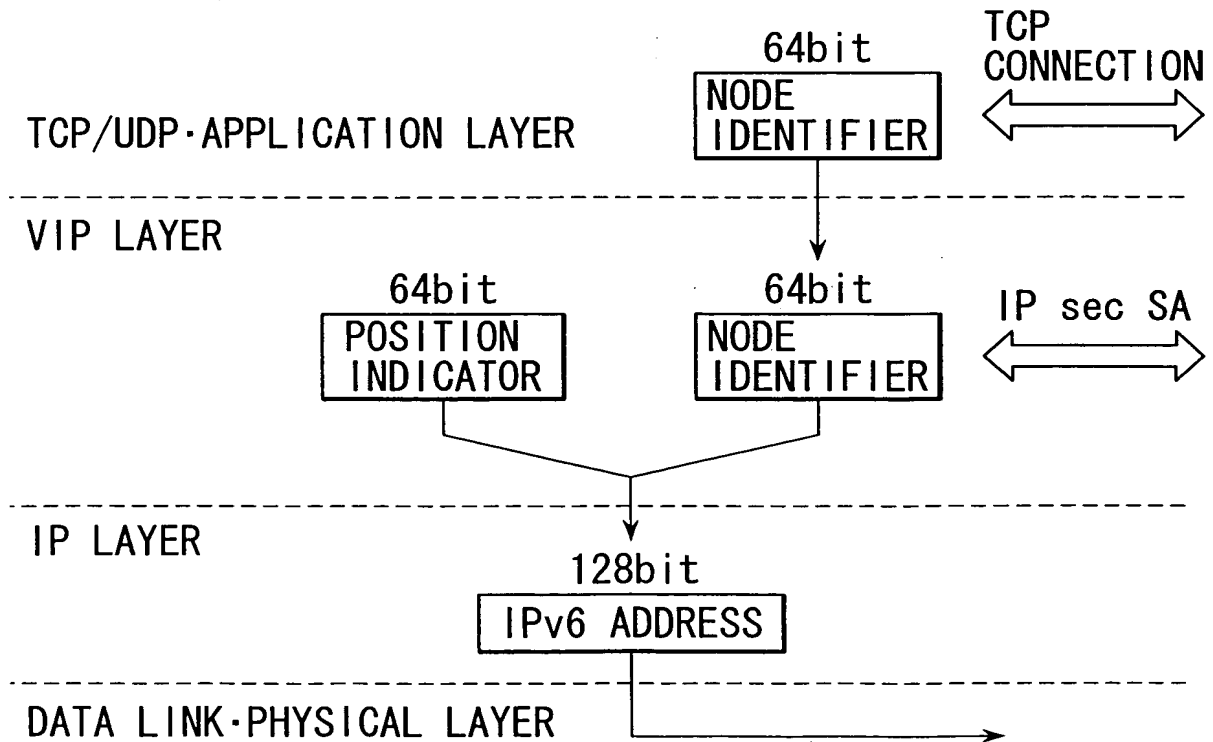 64bit
TCP
CONNECTION
NODE
IDENTIFIER
TCP/UDP·APPLICATION LAYER
VIP LAYER
64bit
64bit
IP sec SA
POSITION
INDICATOR
NODE
IDENTIFIER
IP LAYER
128bit
IPv6 ADDRESS
DATA LINK·PHYSICAL LAYER